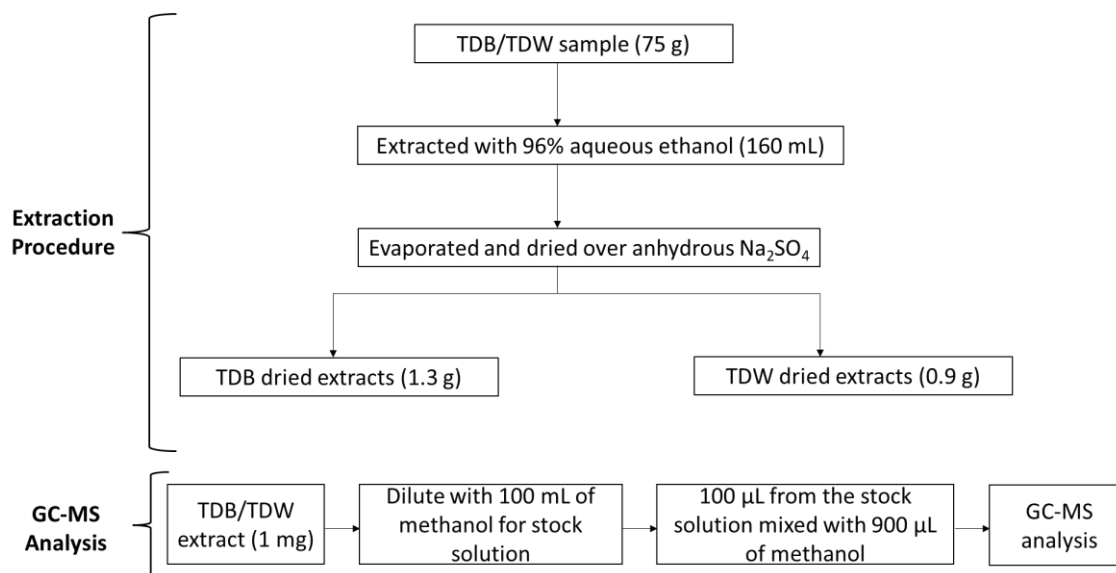 TDB/TDW sample (75 g)
Extracted with 96% aqueous ethanol (160 mL)
Extraction
Procedure
Evaporated and dried over anhydrous Na₂SO₄
TDB dried extracts (1.3 g)
TDW dried extracts (0.9 g)
GC-MS
Analysis
TDB/TDW
extract (1 mg)
Dilute with 100 mL of
methanol for stock
solution
100 µL from the stock
solution mixed with 900 µL
of methanol
GC-MS
analysis